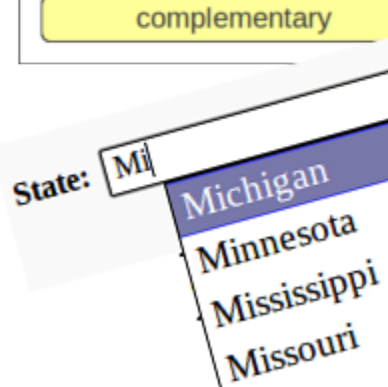 complementary
State: Mi
Michigan
Minnesota
Mississippi
Missouri